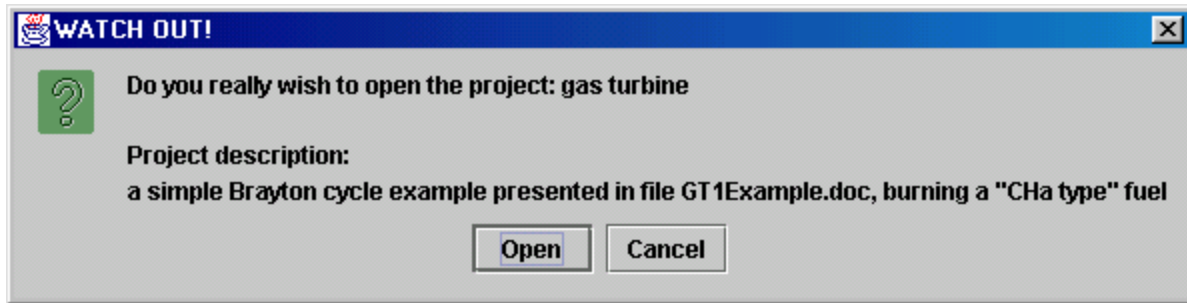 WATCH OUT!
Do you really wish to open the project: gas turbine
Project description:
a simple Brayton cycle example presented in file GT1Example.doc, burning a "CHa type" fuel
Open
Cancel